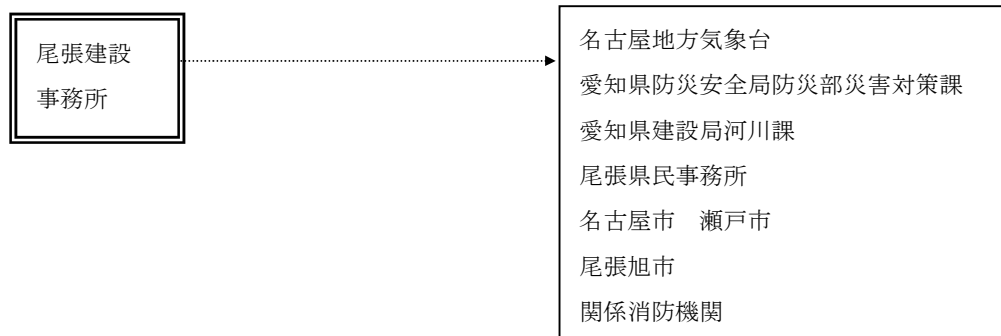 尾張建設
事務所
名古屋地方気象台
愛知県防災安全局防災部災害対策課
愛知県建設局河川課
尾張県民事務所
名古屋市　瀬戸市
尾張旭市
関係消防機関